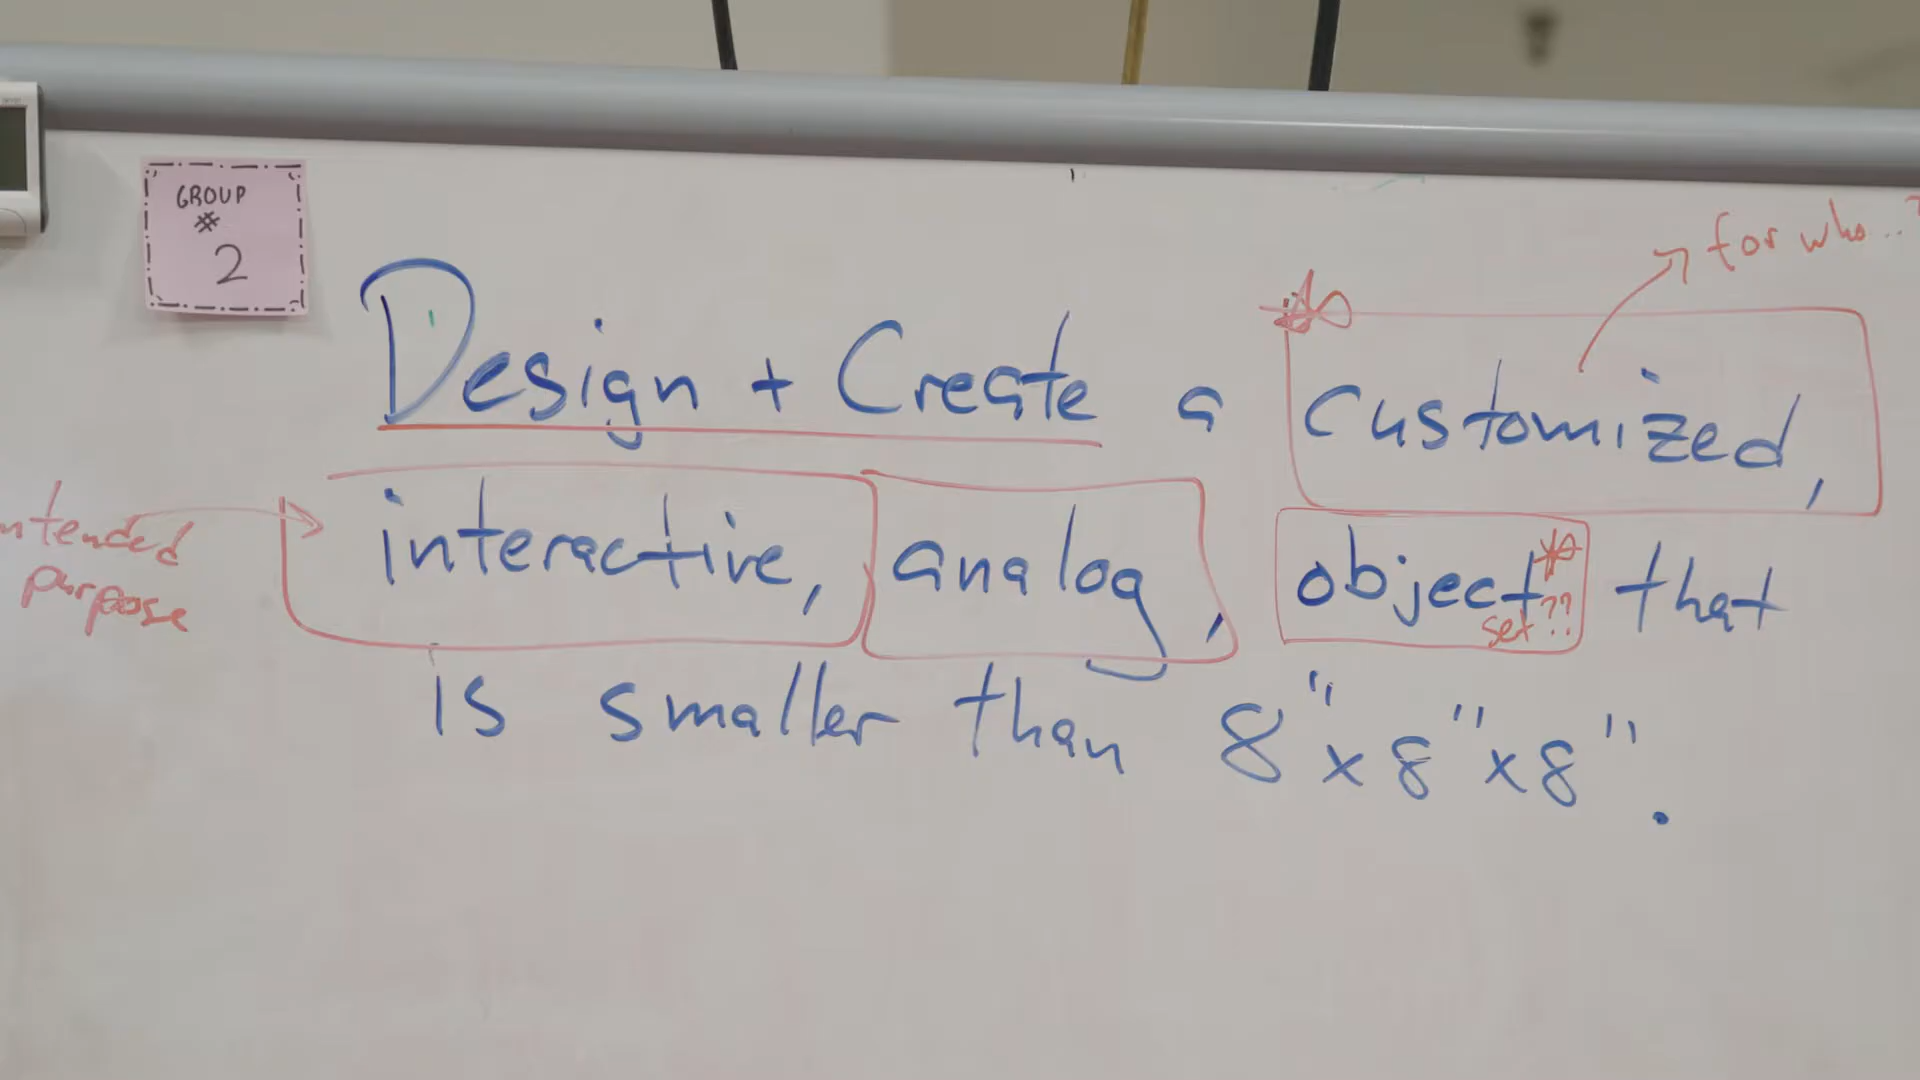 GROUP
#
2
for who..?
Design + Create a customized,
intended
purpose
interactive, analog, object* that
set??
is smaller than 8"x8"x8".